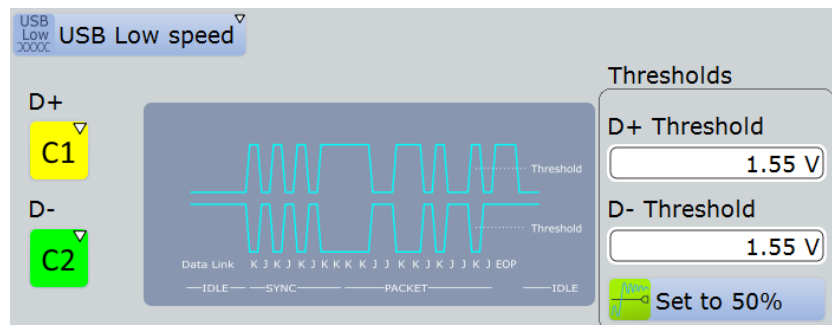 USB
Low
XXXX
USB Low speed
D+
C1
D-
C2
Threshold
Threshold
Data Link K J K J K J K K K K J J K K J K J J K J EOP
IDLE SYNC PACKET IDLE
Thresholds
D+ Threshold
1.55 V
D- Threshold
1.55 V
Set to 50%